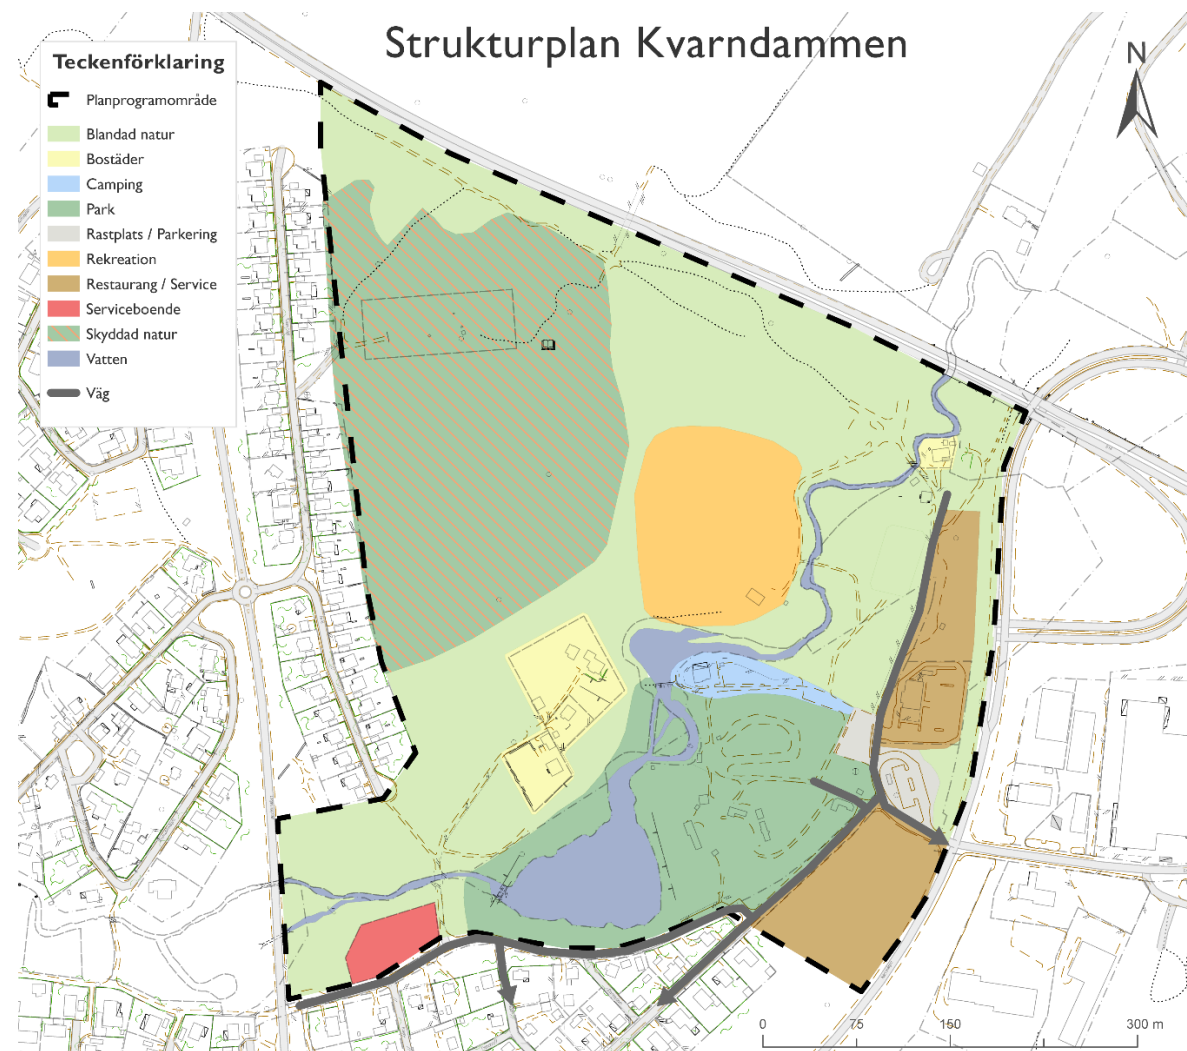 Strukturplan Kvarndammen
N
Teckenförklaring
Planprogramområde
Blandad natur
Bostäder
Camping
Park
Rastplats / Parkering
Rekreation
Restaurang / Service
Serviceboende
Skyddad natur
Vatten
Väg
0 75 150 300 m